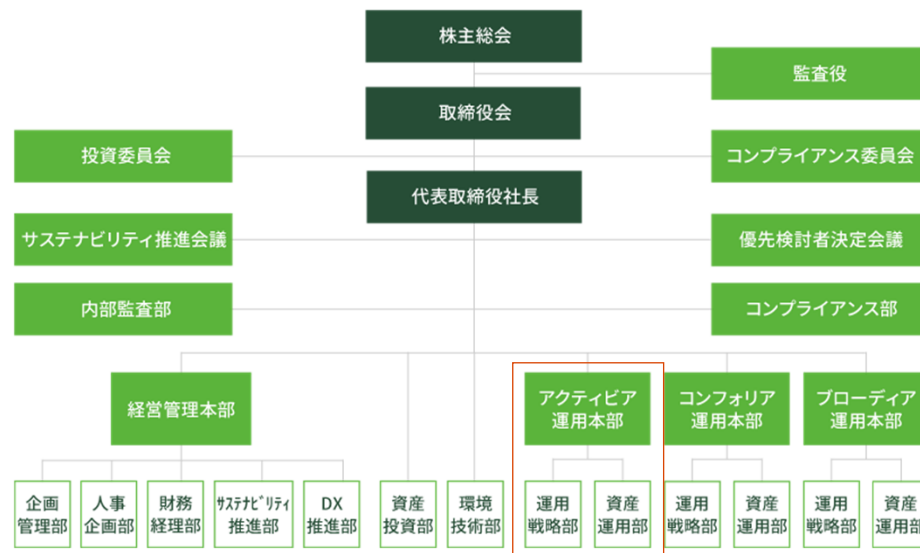 株主総会
監査役
取締役会
投資委員会
コンプライアンス委員会
代表取締役社長
サステナビリティ推進会議
優先検討者決定会議
内部監査部
コンプライアンス部
経営管理本部
アクティビア
運用本部
コンフォリア
運用本部
ブローディア
運用本部
企画
管理部
人事
企画部
財務
経理部
ｻｽﾃﾅﾋﾞﾘﾃｨ
推進部
DX
推進部
資産
投資部
環境
技術部
運用
戦略部
資産
運用部
運用
戦略部
資産
運用部
運用
戦略部
資産
運用部